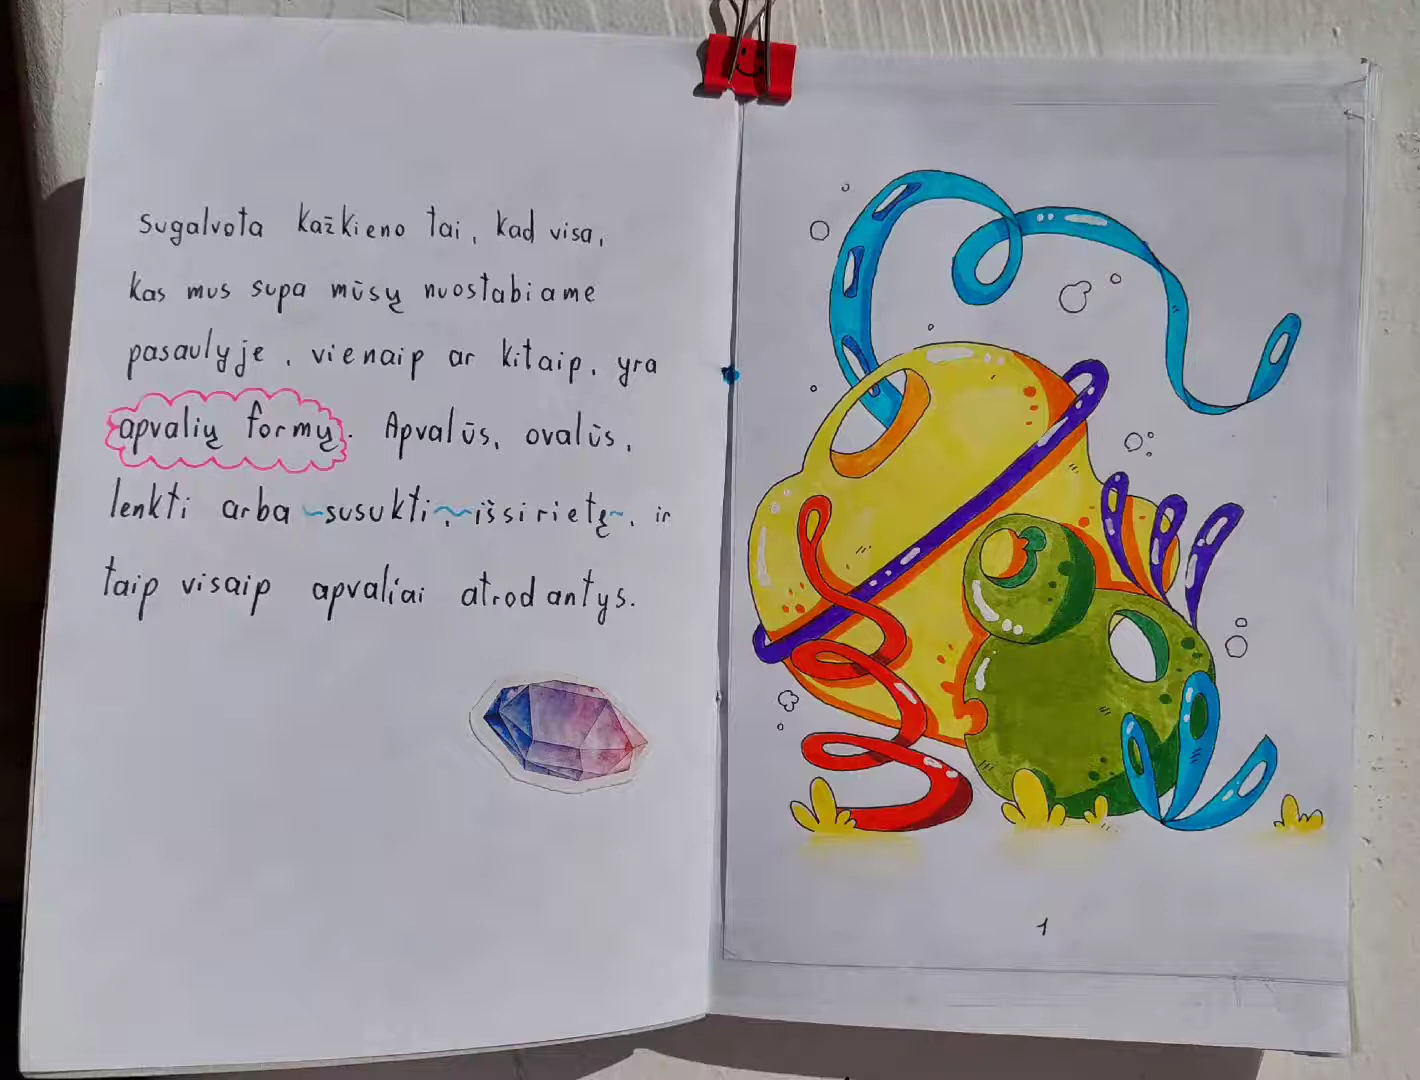 sugalvota kažkieno tai, kad visa,
kas mus supa mūsų nuostabiame
pasaulyje, vienaip ar kitaip, yra
apvalių formų. Apvalūs, ovalūs,
lenkti arba ~susukti,~išsirietę~, ir
taip visaip apvaliai atrodantys.
1